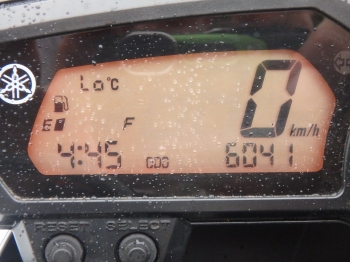 Lo°C
0
E F km/h
4:45 ODO 6041
RESET SELECT